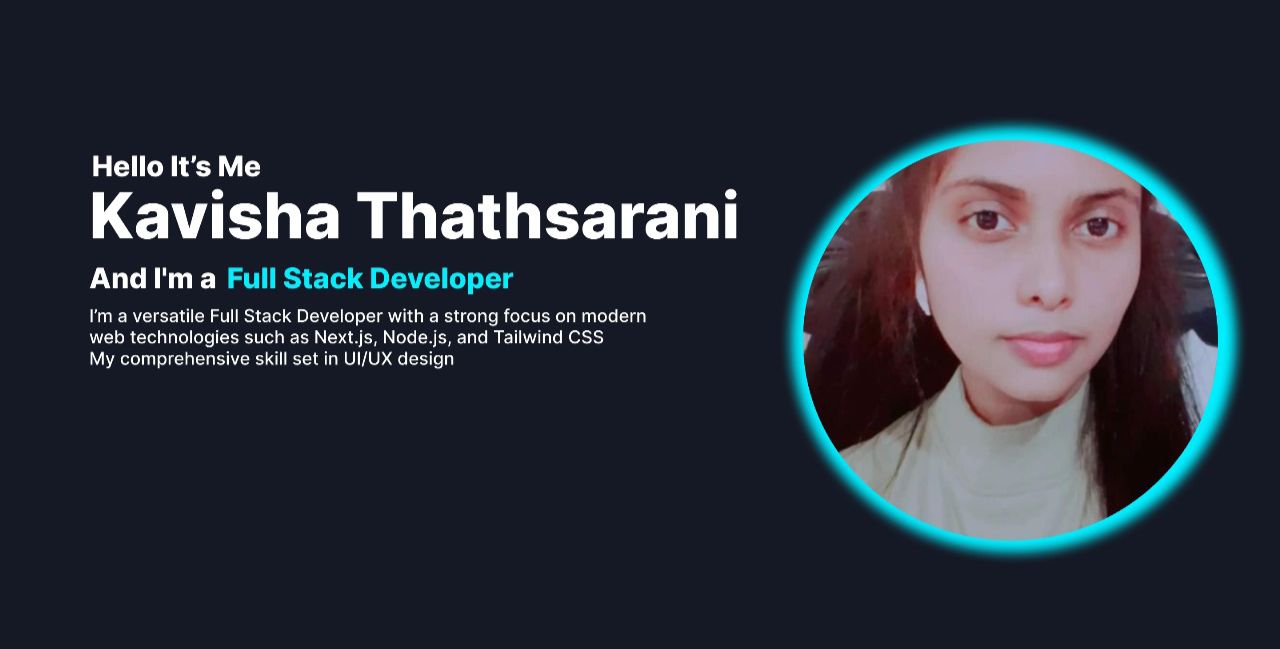 Hello It’s Me
Kavisha Thathsarani
And I'm a Full Stack Developer
I’m a versatile Full Stack Developer with a strong focus on modern
web technologies such as Next.js, Node.js, and Tailwind CSS
My comprehensive skill set in UI/UX design